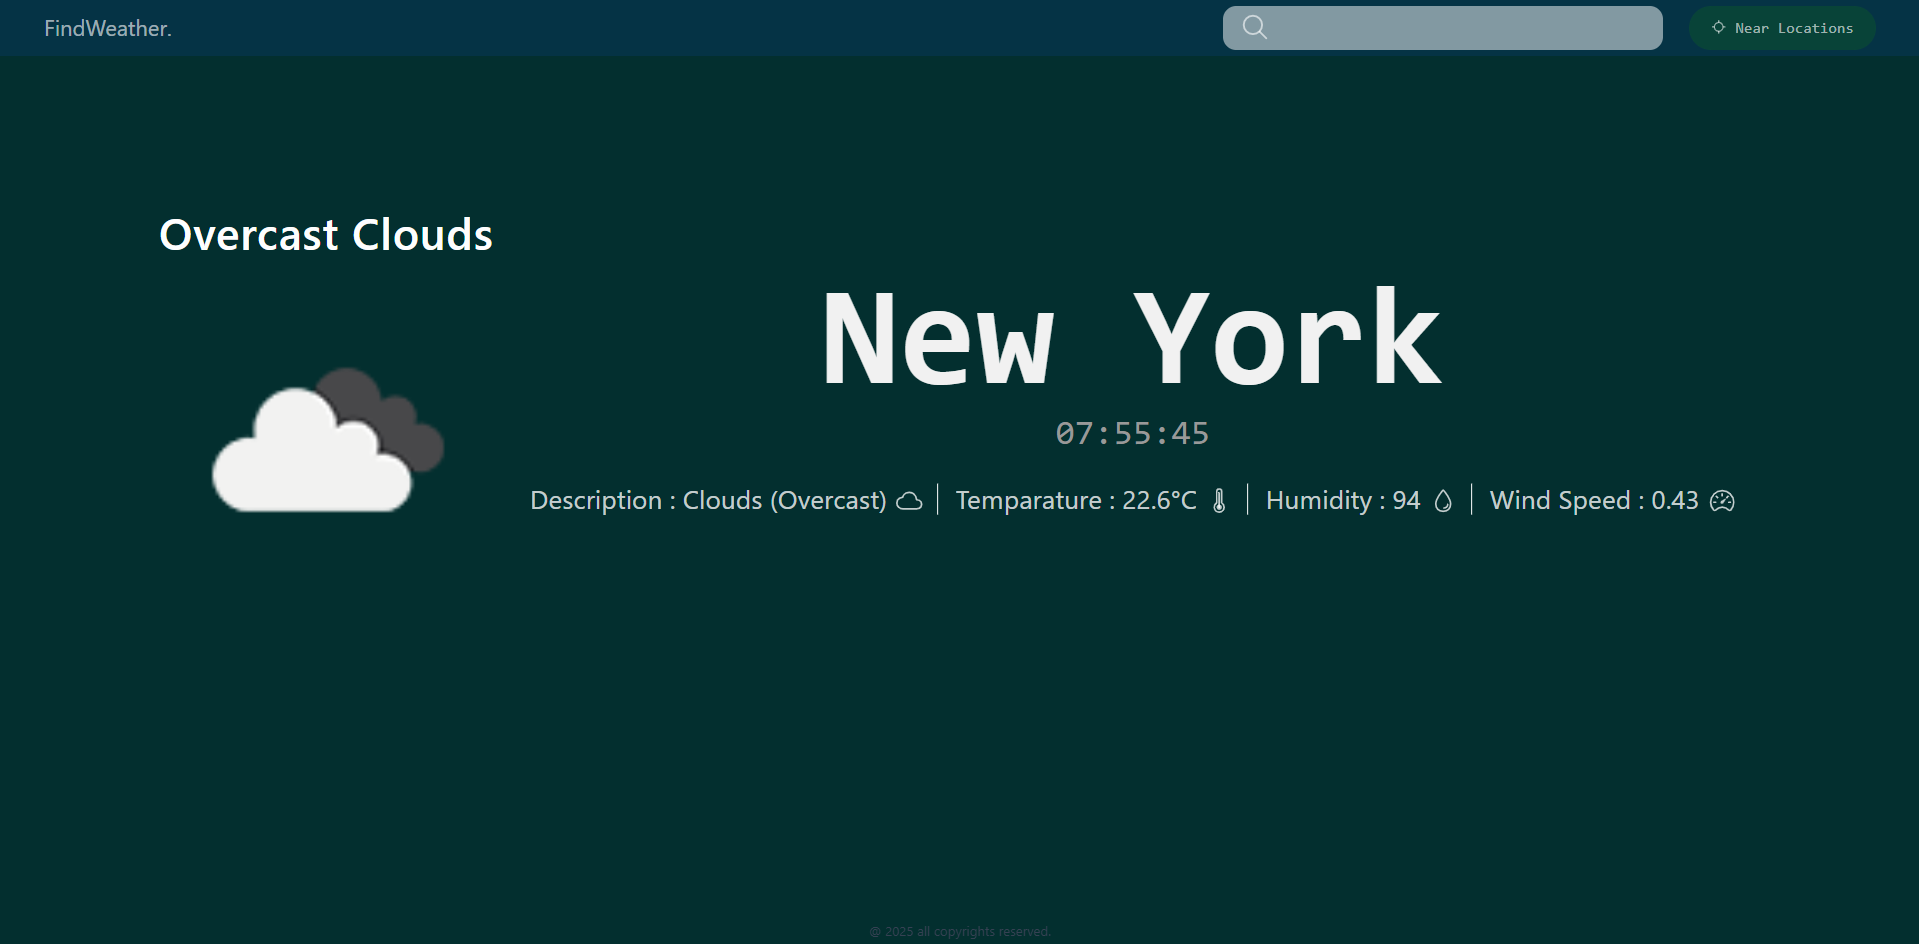 FindWeather.
Near Locations
Overcast Clouds
New York
07:55:45
Description : Clouds (Overcast) | Temparature : 22.6°C | Humidity : 94 | Wind Speed : 0.43
@ 2025 all copyrights reserved.